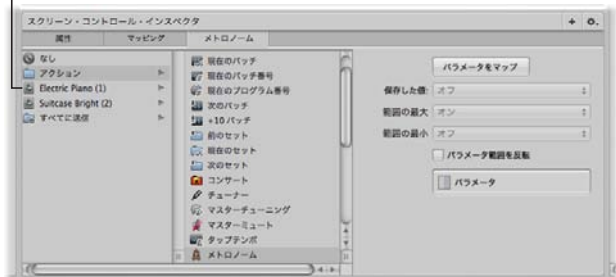 スクリーン・コントロール・インスペクタ
属性 マッピング メトロノーム
なし
アクション
Electric Piano (1)
Suitcase Bright (2)
すべてに送信
現在のパッチ
現在のパッチ番号
現在のプログラム番号
次のパッチ
+10 パッチ
前のセット
現在のセット
次のセット
コンサート
チューナー
マスターチューニング
マスターミュート
タップテンポ
メトロノーム
パラメータをマップ
保存した値: オフ
範囲の最大 オン
範囲の最小 オフ
パラメータ範囲を反転
パラメータ